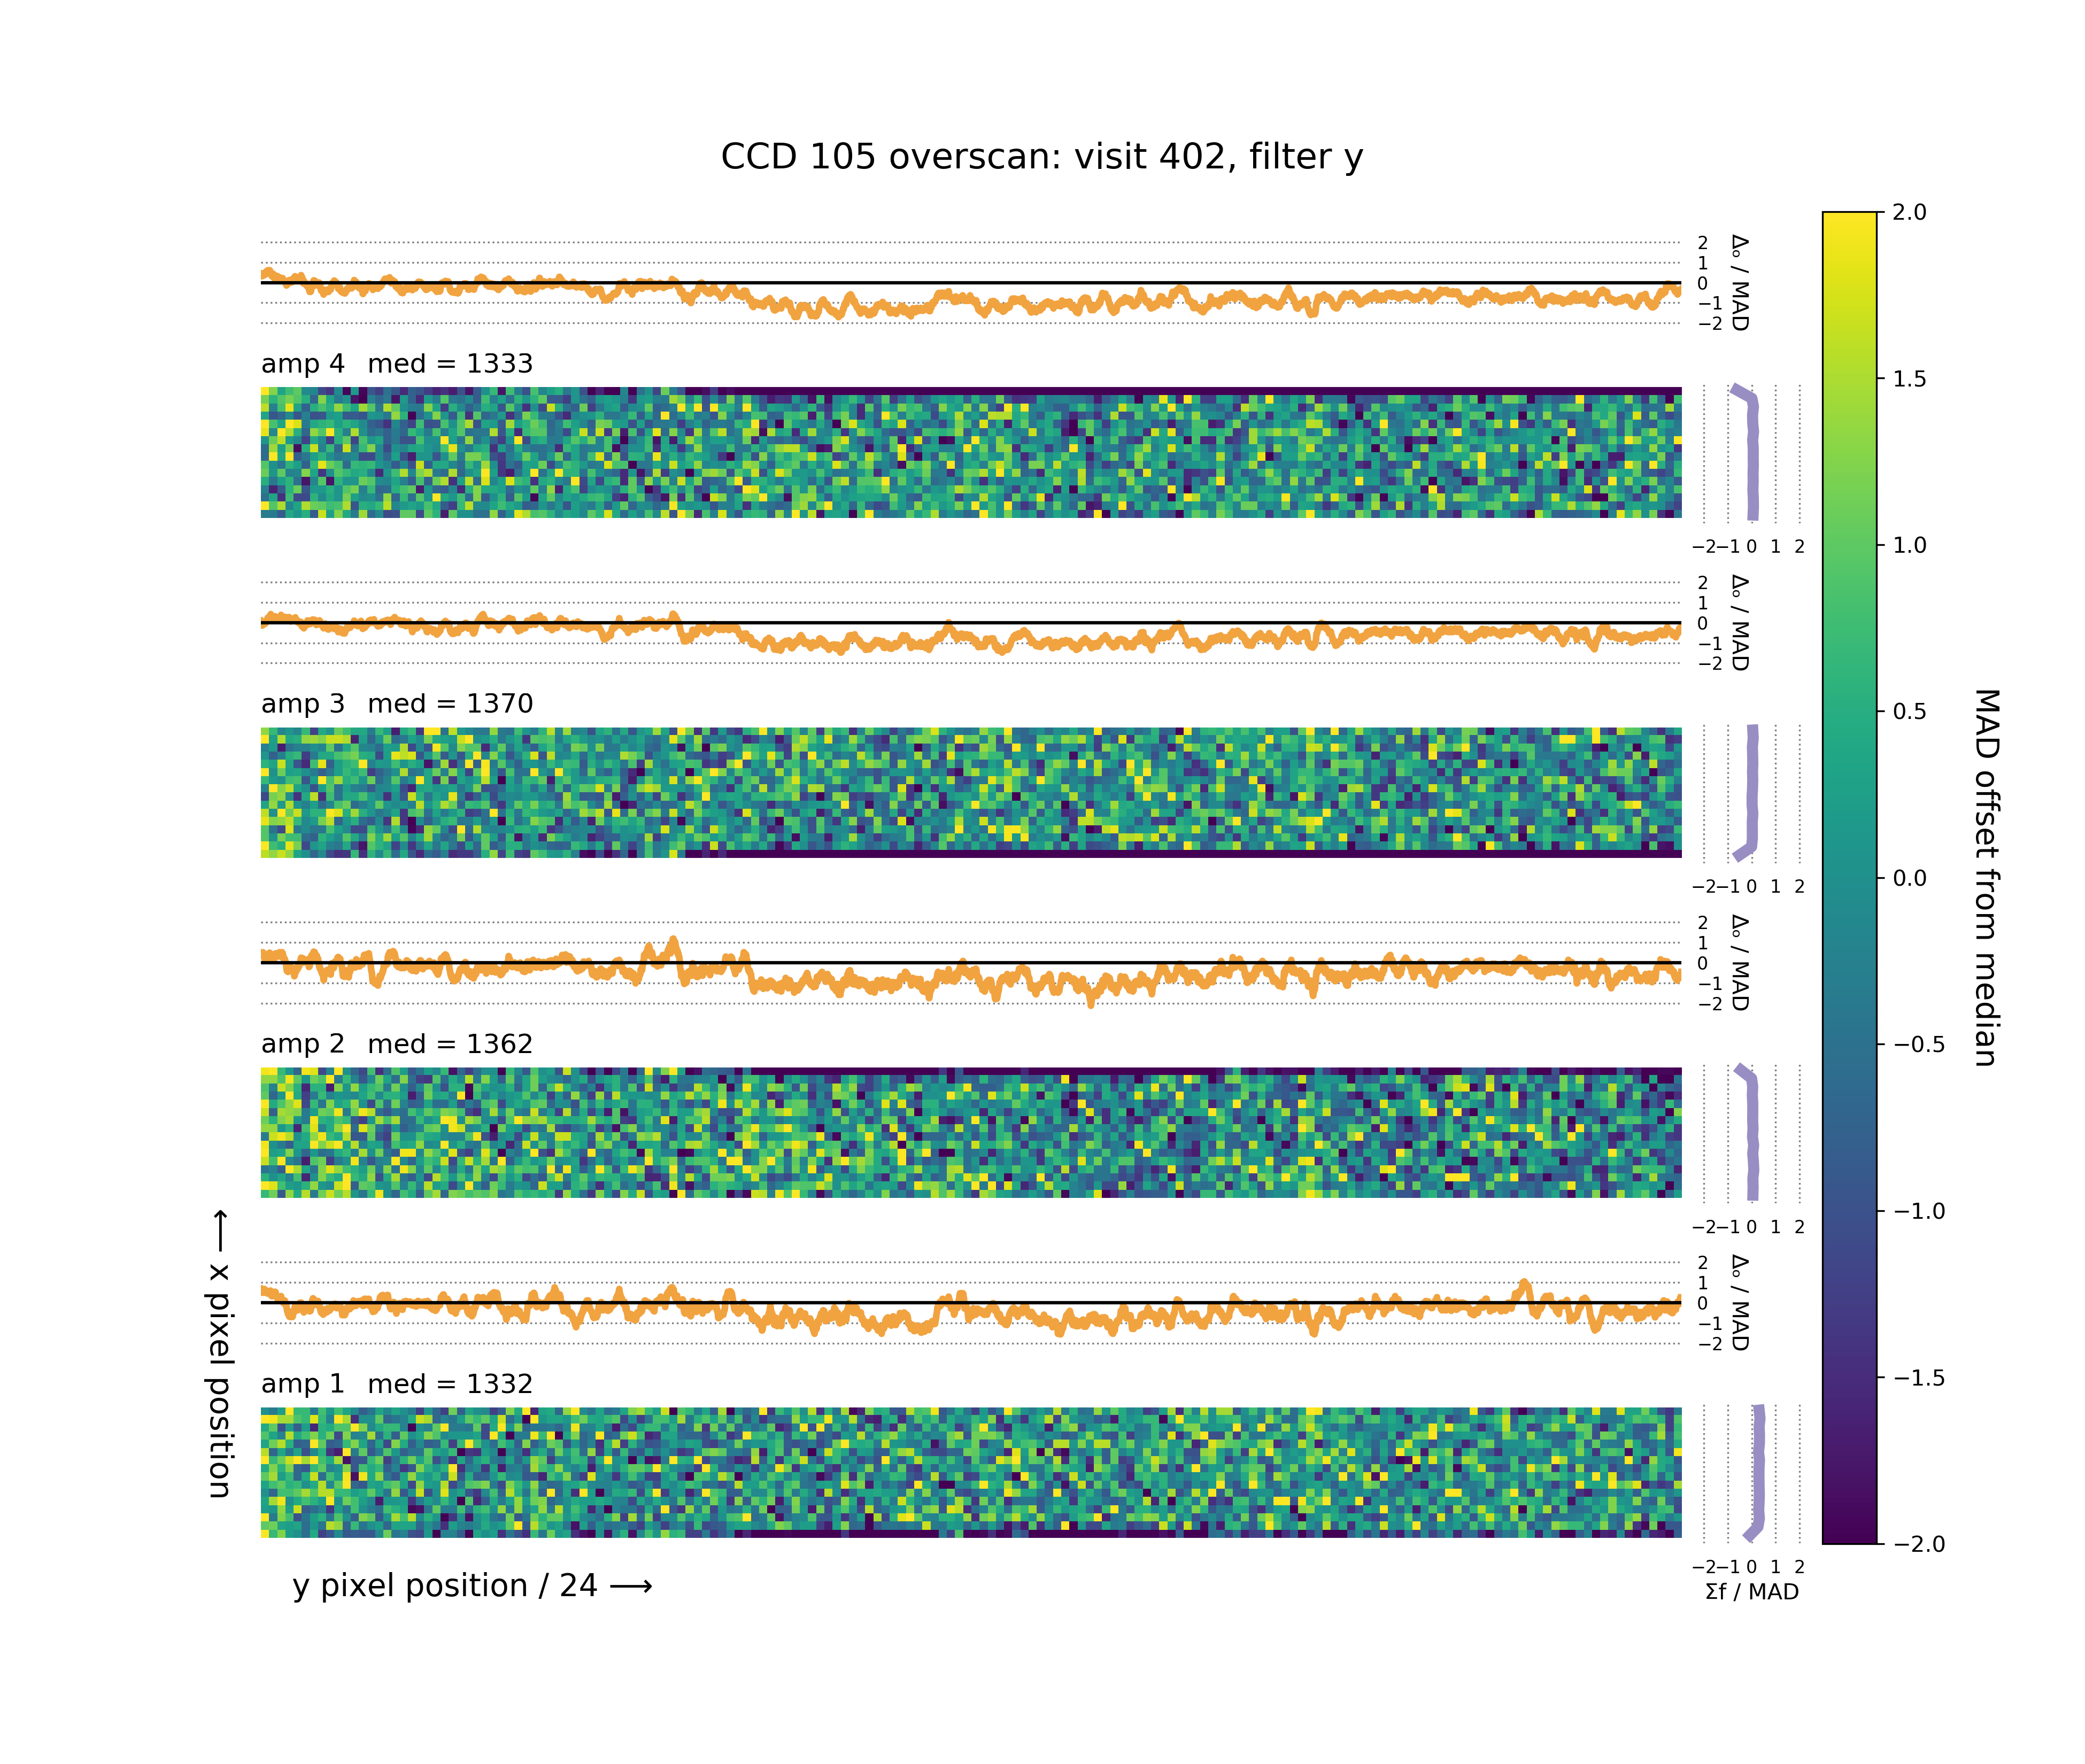 CCD 105 overscan: visit 402, filter y
2
1
0
−1
−2
Δₒ / MAD
amp 4 med = 1333
−2 −1 0 1 2
2
1
0
−1
−2
Δₒ / MAD
amp 3 med = 1370
−2 −1 0 1 2
2
1
0
−1
−2
Δₒ / MAD
amp 2 med = 1362
−2 −1 0 1 2
2
1
0
−1
−2
Δₒ / MAD
amp 1 med = 1332
−2 −1 0 1 2
Σf / MAD
y pixel position / 24 ⟶
⟵ x pixel position
2.0
1.5
1.0
0.5
0.0
−0.5
−1.0
−1.5
−2.0
MAD offset from median